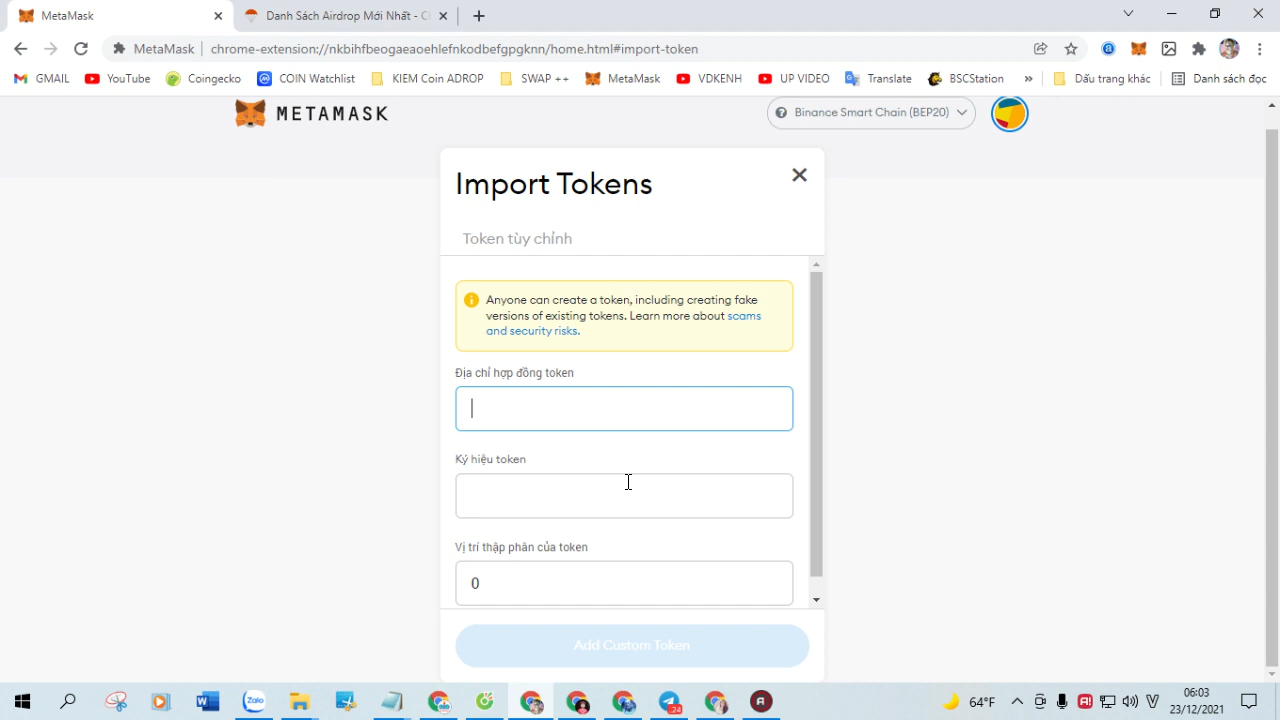 MetaMask
Danh Sách Airdrop Mới Nhất - C
MetaMask
chrome-extension://nkbihfbeogaeaoehlefnkodbefgpgknn/home.html#import-token
GMAIL
YouTube
Coingecko
COIN Watchlist
KIEM Coin ADROP
SWAP ++
MetaMask
VDKENH
UP VIDEO
Translate
BSCStation
»
Dấu trang khác
Danh sách đọc
METAMASK
Binance Smart Chain (BEP20)
Import Tokens
Token tùy chỉnh
Anyone can create a token, including creating fake
versions of existing tokens. Learn more about scams
and security risks.
Địa chỉ hợp đồng token
Ký hiệu token
Vị trí thập phân của token
0
Add Custom Token
Zalo
24
64°F
06:03
23/12/2021